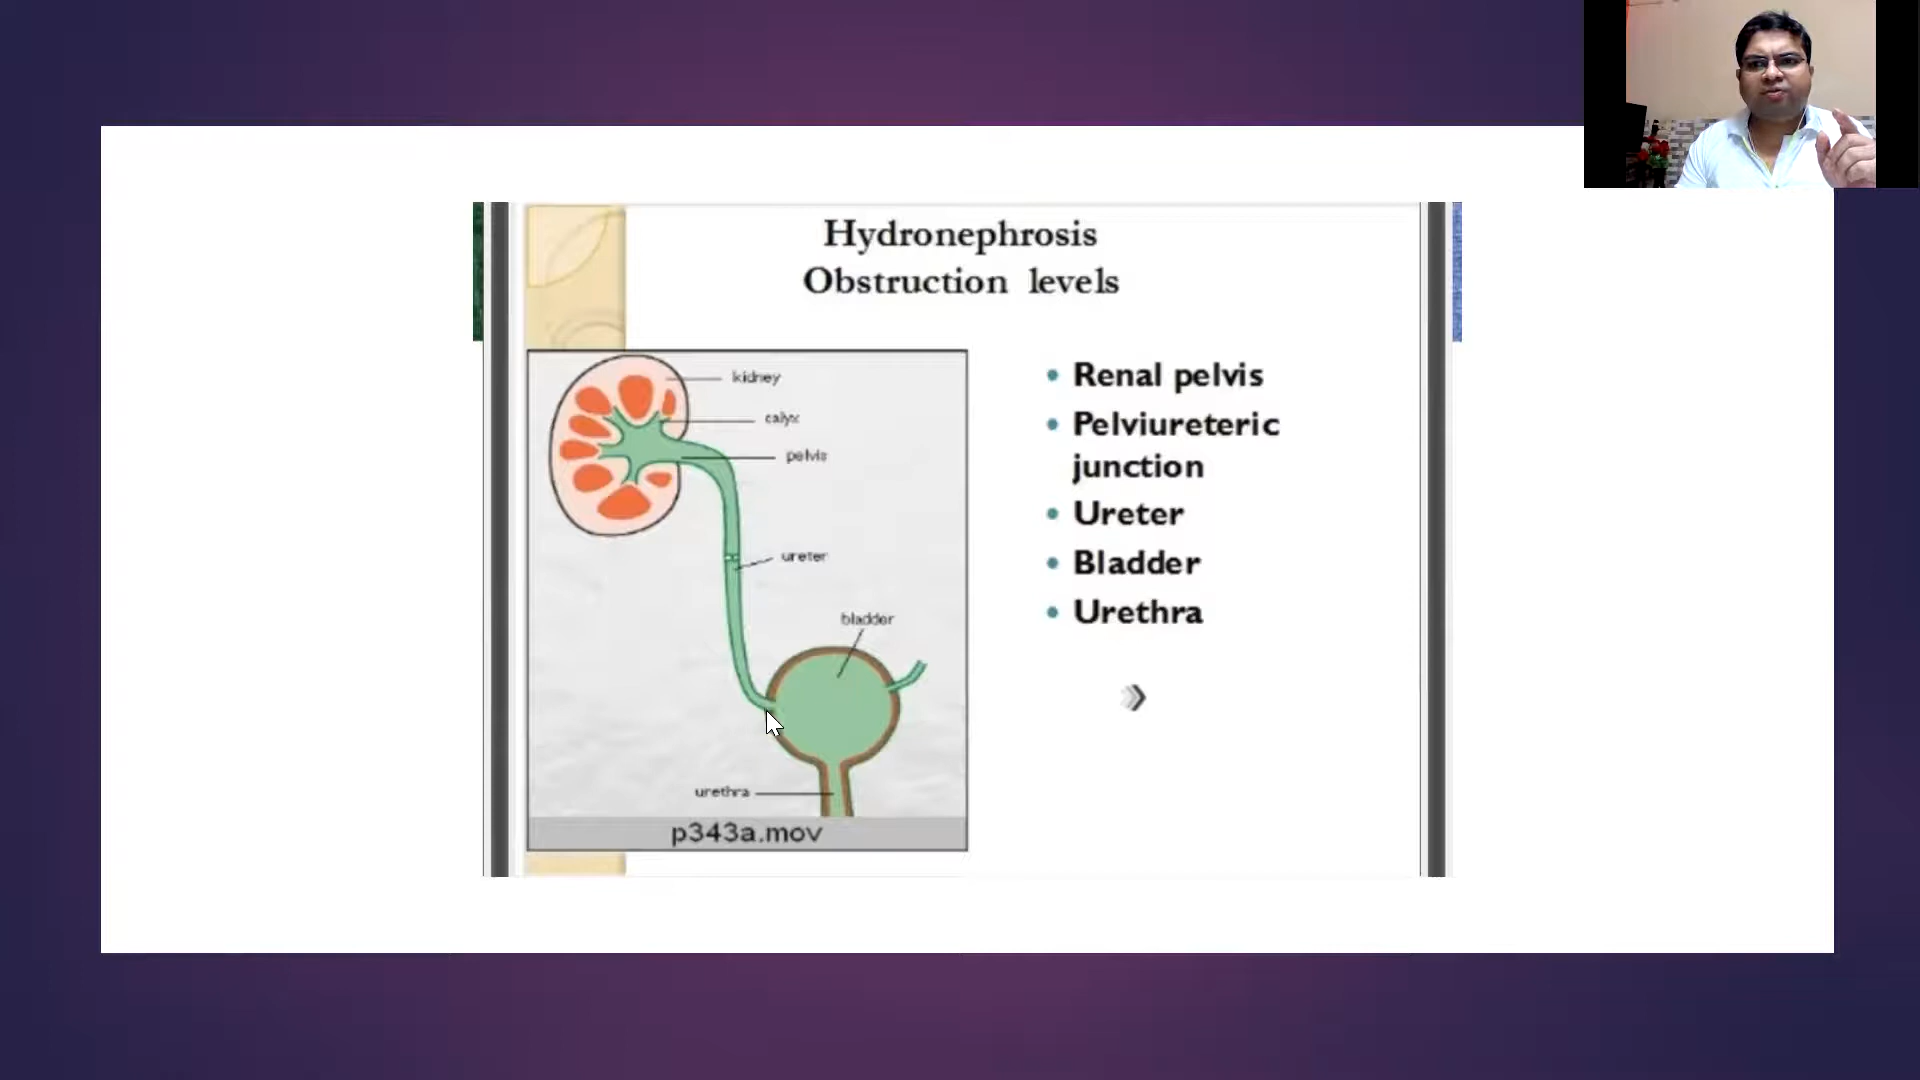 Hydronephrosis
Obstruction levels
kidney
calyx
pelvis
ureter
bladder
urethra
p343a.mov
• Renal pelvis
• Pelviureteric
junction
• Ureter
• Bladder
• Urethra